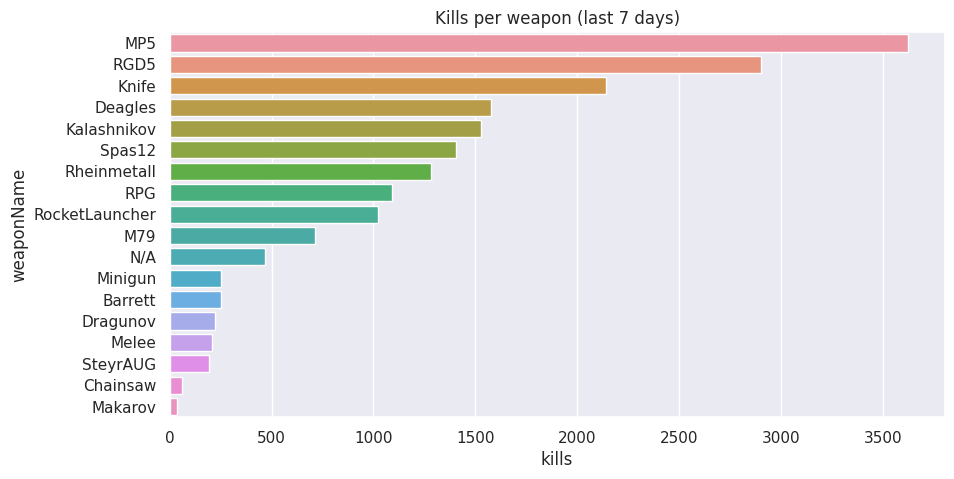 Kills per weapon (last 7 days)
weaponName
MP5
RGD5
Knife
Deagles
Kalashnikov
Spas12
Rheinmetall
RPG
RocketLauncher
M79
N/A
Minigun
Barrett
Dragunov
Melee
SteyrAUG
Chainsaw
Makarov
0 500 1000 1500 2000 2500 3000 3500
kills